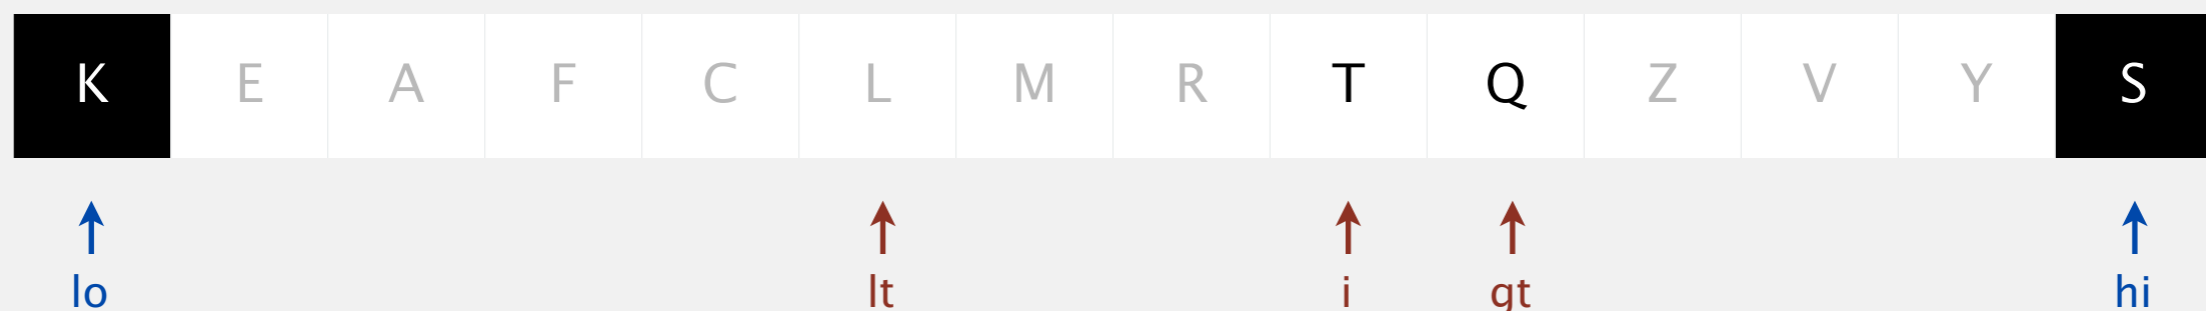 K E A F C L M R T Q Z V Y S
lo lt i gt hi